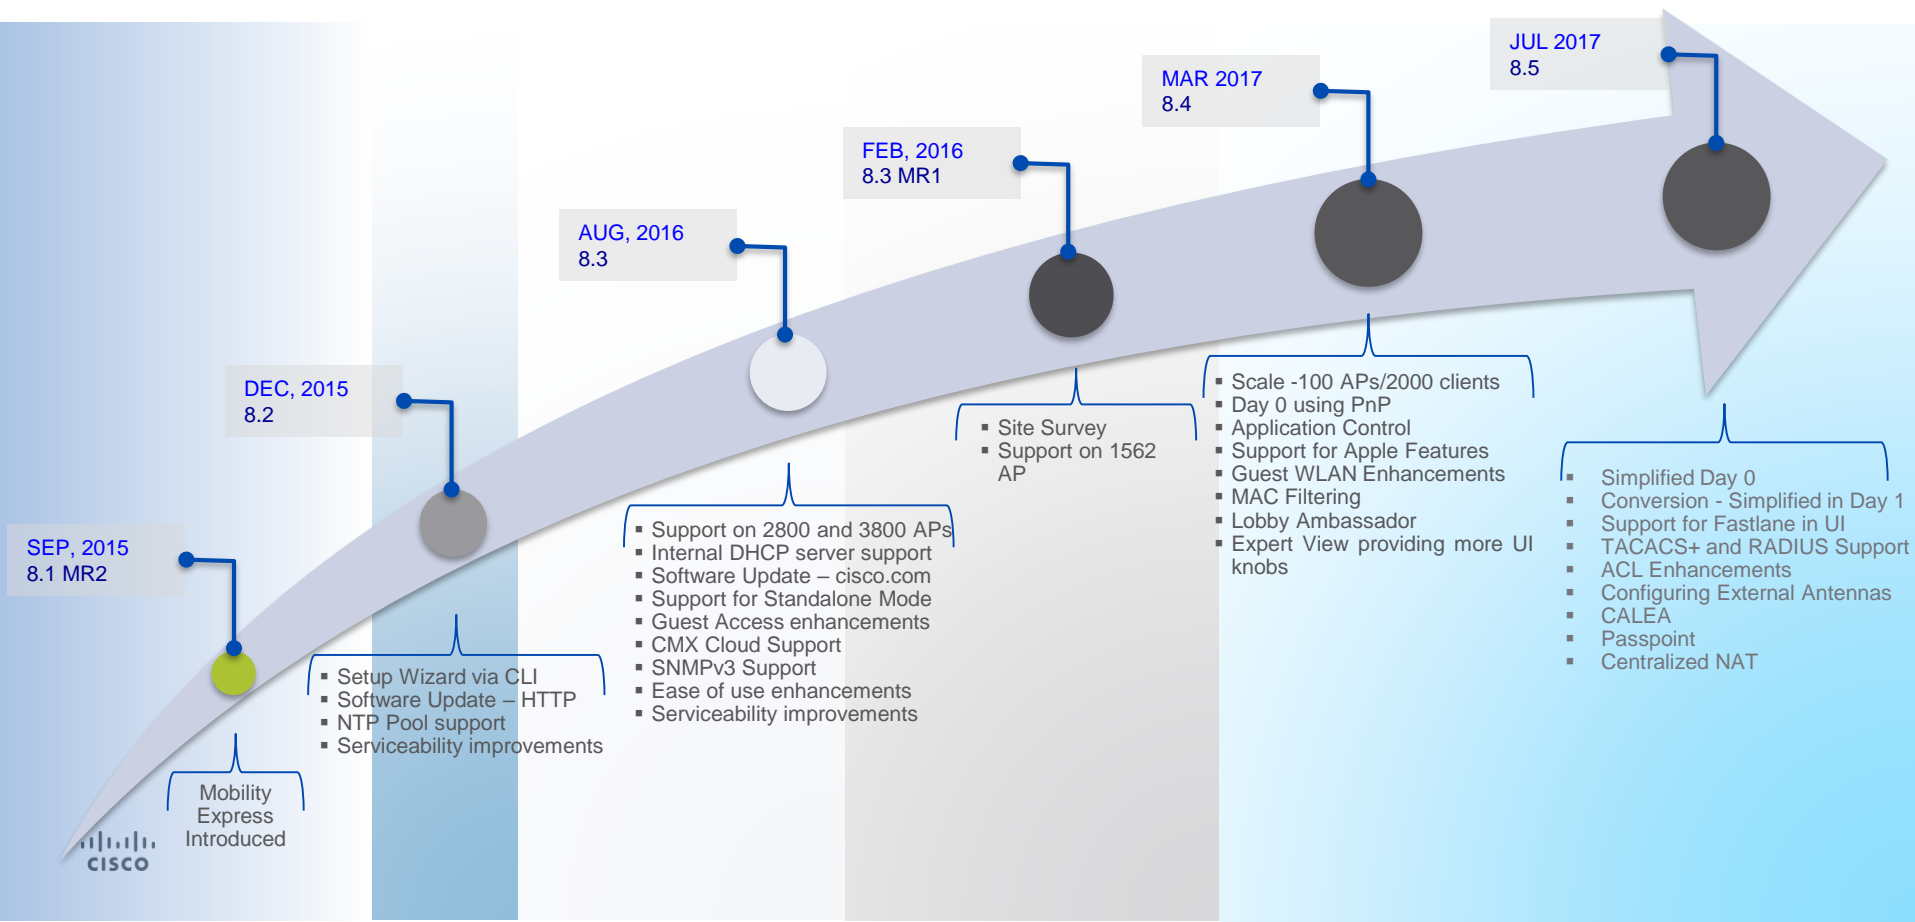 SEP, 2015
8.1 MR2
Mobility
Express
Introduced
DEC, 2015
8.2
▪ Setup Wizard via CLI
▪ Software Update – HTTP
▪ NTP Pool support
▪ Serviceability improvements
AUG, 2016
8.3
▪ Support on 2800 and 3800 APs
▪ Internal DHCP server support
▪ Software Update – cisco.com
▪ Support for Standalone Mode
▪ Guest Access enhancements
▪ CMX Cloud Support
▪ SNMPv3 Support
▪ Ease of use enhancements
▪ Serviceability improvements
FEB, 2016
8.3 MR1
▪ Site Survey
▪ Support on 1562
AP
MAR 2017
8.4
▪ Scale -100 APs/2000 clients
▪ Day 0 using PnP
▪ Application Control
▪ Support for Apple Features
▪ Guest WLAN Enhancements
▪ MAC Filtering
▪ Lobby Ambassador
▪ Expert View providing more UI
knobs
JUL 2017
8.5
▪ Simplified Day 0
▪ Conversion - Simplified in Day 1
▪ Support for Fastlane in UI
▪ TACACS+ and RADIUS Support
▪ ACL Enhancements
▪ Configuring External Antennas
▪ CALEA
▪ Passpoint
▪ Centralized NAT
CISCO